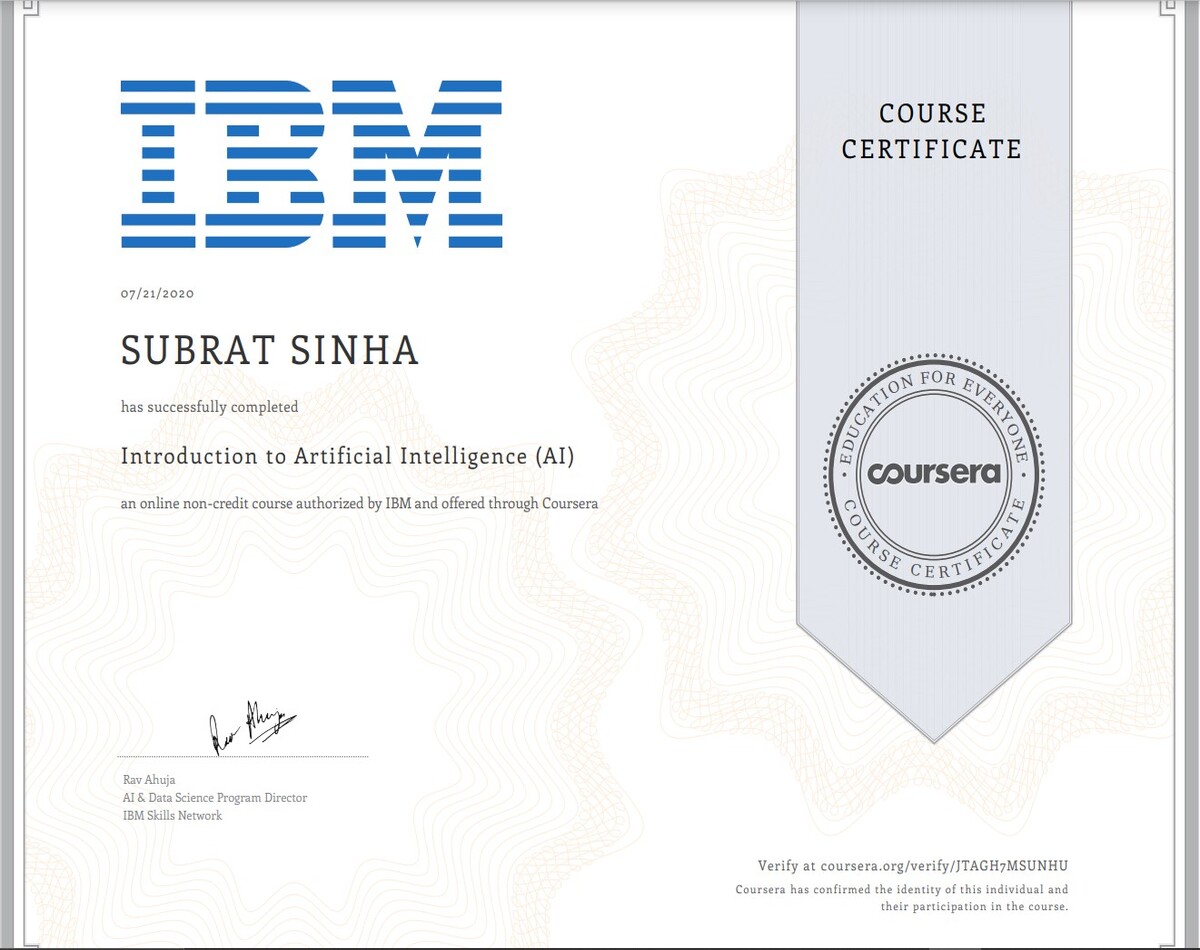 IBM
07/21/2020
SUBRAT SINHA
has successfully completed
Introduction to Artificial Intelligence (AI)
an online non-credit course authorized by IBM and offered through Coursera
Rav Ahuja
Rav Ahuja
AI & Data Science Program Director
IBM Skills Network
COURSE
CERTIFICATE
EDUCATION FOR EVERYONE
coursera
COURSE CERTIFICATE
Verify at coursera.org/verify/JTAGH7MSUNHU
Coursera has confirmed the identity of this individual and
their participation in the course.